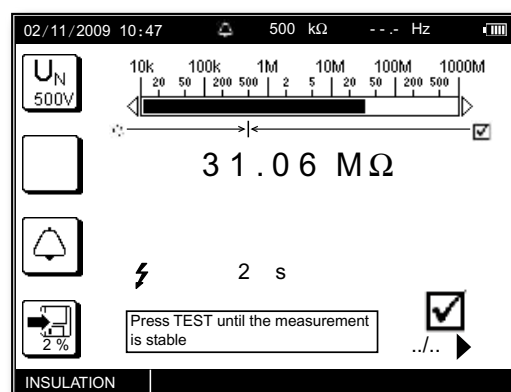 02/11/2009 10:47 500 kΩ - - .- Hz
UN
500V
10k 100k 1M 10M 100M 1000M
20 50 200 500 2 5 20 50 200 500
31.06 MΩ
2 s
2 %
Press TEST until the measurement
is stable
../..
INSULATION